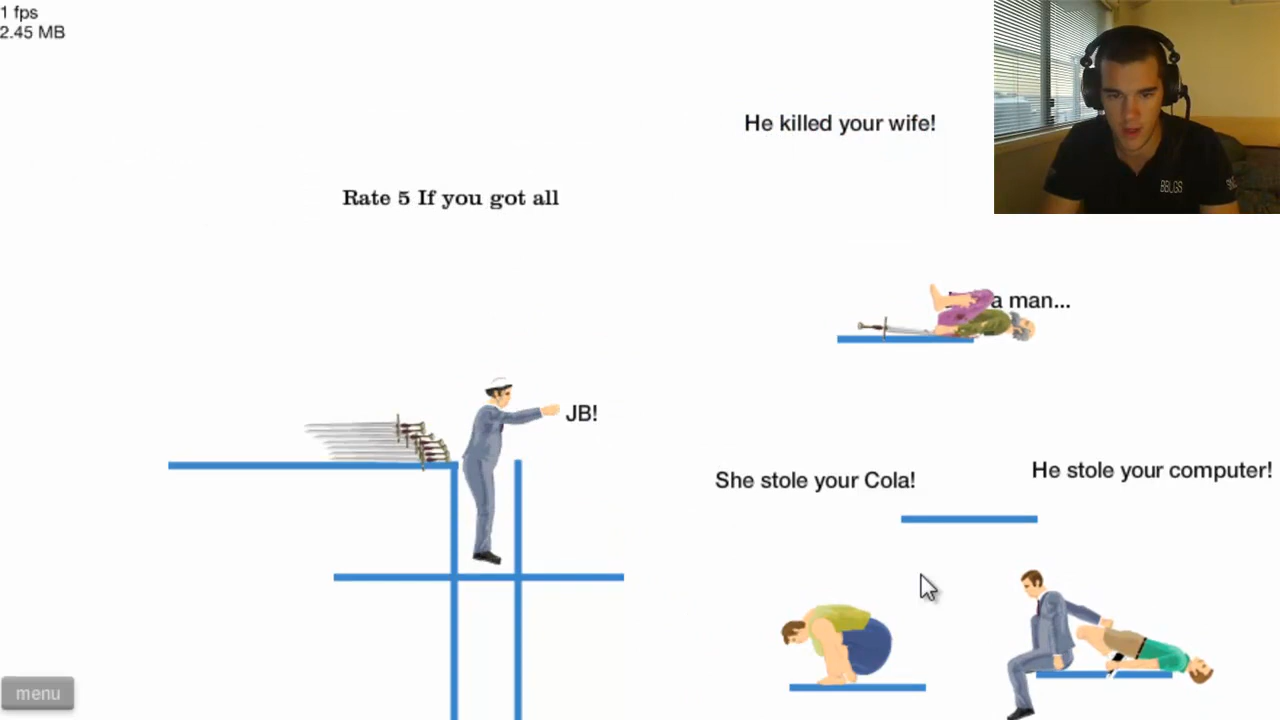 1 fps
2.45 MB
He killed your wife!
BBLGS
Rate 5 If you got all
a man...
JB!
She stole your Cola!
He stole your computer!
menu